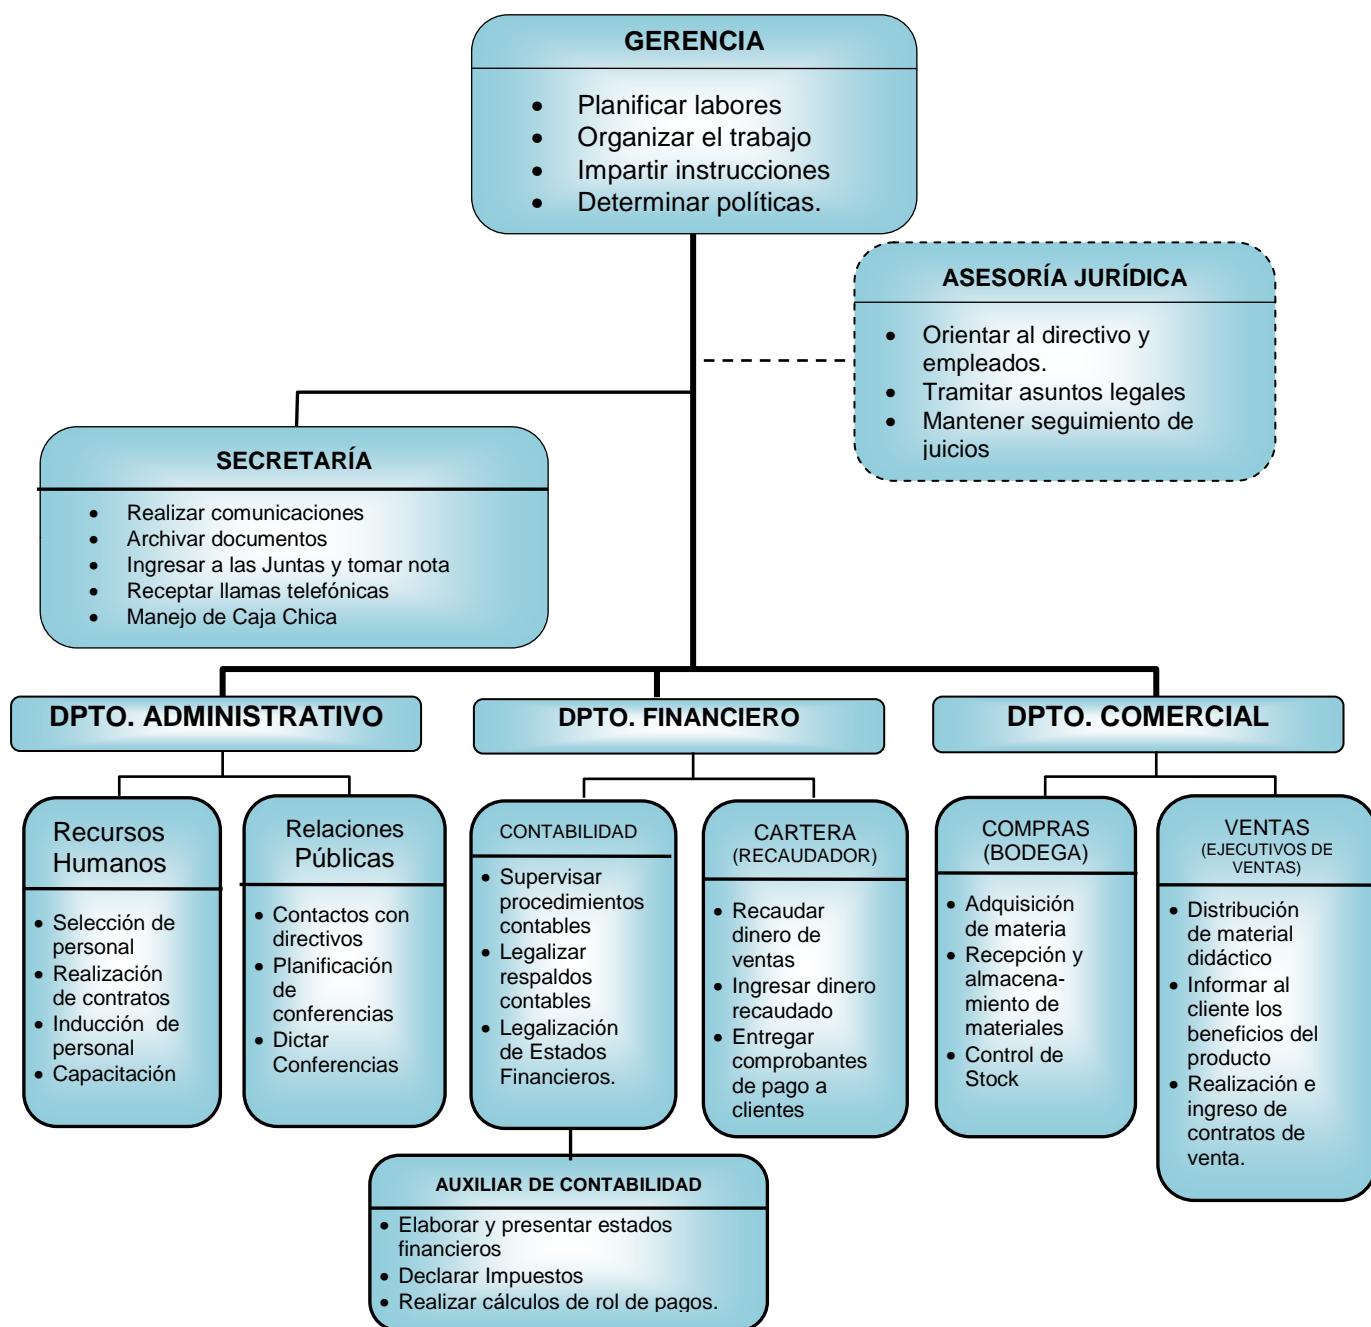 GERENCIA
• Planificar labores
• Organizar el trabajo
• Impartir instrucciones
• Determinar políticas.
ASESORÍA JURÍDICA
• Orientar al directivo y
empleados.
• Tramitar asuntos legales
• Mantener seguimiento de
juicios
SECRETARÍA
• Realizar comunicaciones
• Archivar documentos
• Ingresar a las Juntas y tomar nota
• Receptar llamas telefónicas
• Manejo de Caja Chica
DPTO. ADMINISTRATIVO
DPTO. FINANCIERO
DPTO. COMERCIAL
Recursos
Humanos
• Selección de
personal
• Realización
de contratos
• Inducción de
personal
• Capacitación
Relaciones
Públicas
• Contactos con
directivos
• Planificación
de
conferencias
• Dictar
Conferencias
CONTABILIDAD
• Supervisar
procedimientos
contables
• Legalizar
respaldos
contables
• Legalización
de Estados
Financieros.
CARTERA
(RECAUDADOR)
• Recaudar
dinero de
ventas
• Ingresar dinero
recaudado
• Entregar
comprobantes
de pago a
clientes
COMPRAS
(BODEGA)
• Adquisición
de materia
• Recepción y
almacena-
miento de
materiales
• Control de
Stock
VENTAS
(EJECUTIVOS DE
VENTAS)
• Distribución
de material
didáctico
• Informar al
cliente los
beneficios del
producto
• Realización e
ingreso de
contratos de
venta.
AUXILIAR DE CONTABILIDAD
• Elaborar y presentar estados
financieros
• Declarar Impuestos
• Realizar cálculos de rol de pagos.